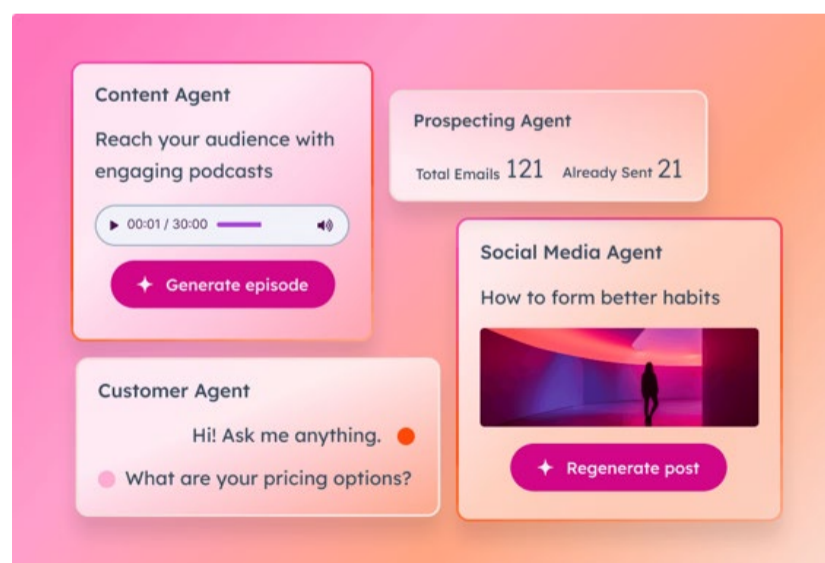 Content Agent
Reach your audience with
engaging podcasts
00:01 / 30:00
Generate episode
Prospecting Agent
Total Emails 121 Already Sent 21
Social Media Agent
How to form better habits
Regenerate post
Customer Agent
Hi! Ask me anything.
What are your pricing options?